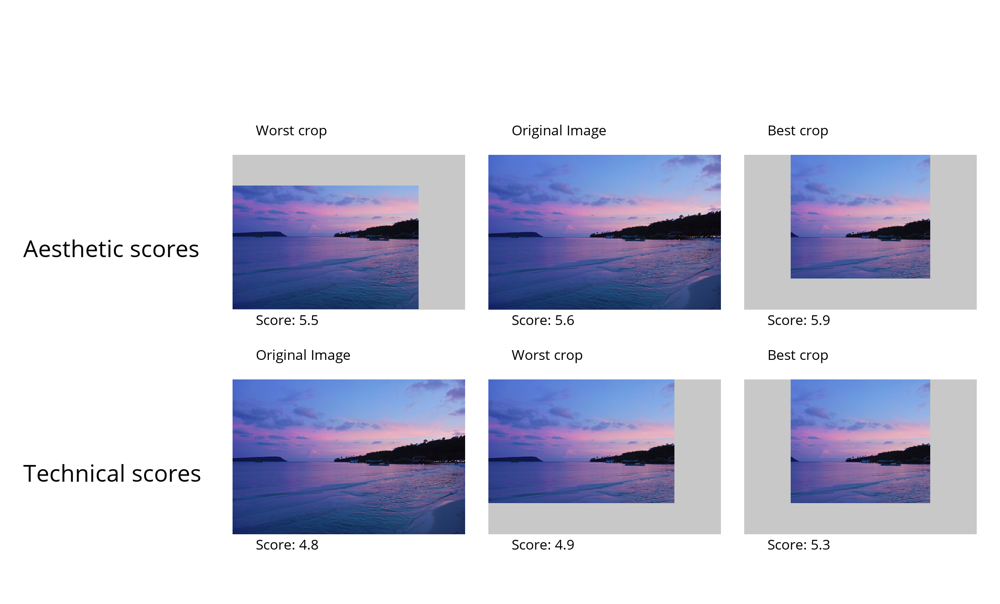 Worst crop
Original Image
Best crop
Aesthetic scores
Score: 5.5
Score: 5.6
Score: 5.9
Original Image
Worst crop
Best crop
Technical scores
Score: 4.8
Score: 4.9
Score: 5.3